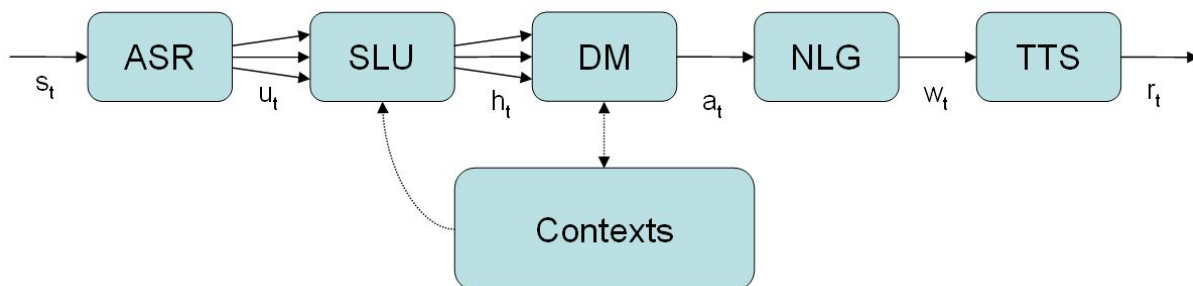 ASR
SLU
DM
NLG
TTS
sₜ
uₜ
hₜ
aₜ
wₜ
rₜ
Contexts